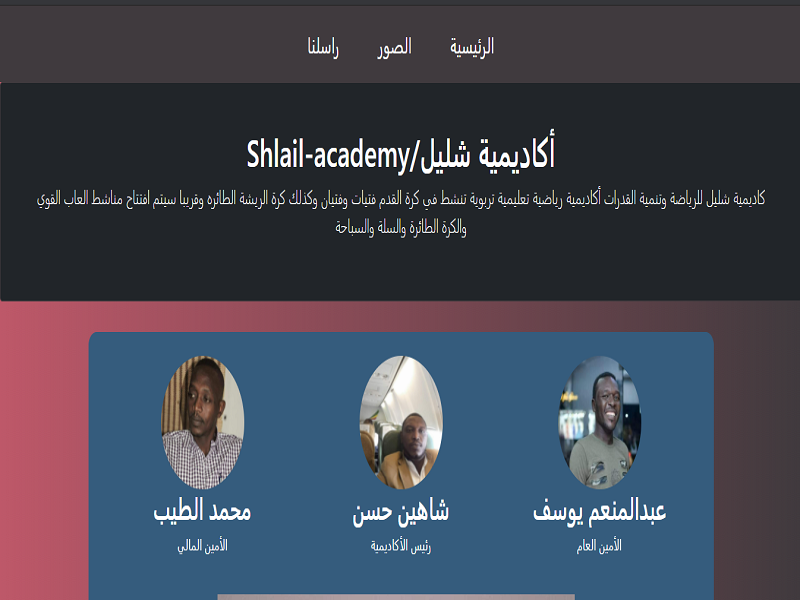 الرئيسية
الصور
راسلنا
أكاديمية شليل/Shlail-academy
كاديمية شليل للرياضة وتنمية القدرات أكاديمية رياضية تعليمية تربوية تنشط في كرة القدم فتيات وفتيان وكذلك كرة الريشة الطائره وقريبا سيتم افتتاح مناشط العاب القوي
والكرة الطائرة والسلة والسباحة
عبدالمنعم يوسف
الأمين العام
شاهين حسن
رئيس الأكاديمية
محمد الطيب
الأمين المالي